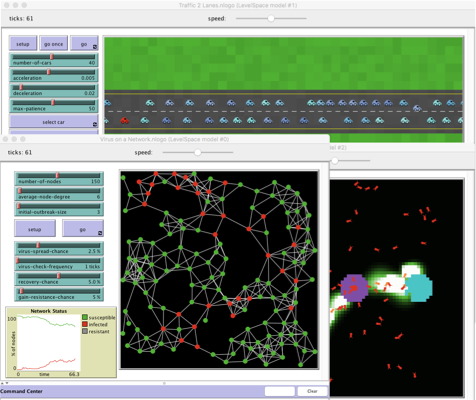 Traffic 2 Lanes.nlogo (LevelSpace model #1)
ticks: 61
speed:
setup
go once
go
number-of-cars 40
acceleration 0.005
deceleration 0.02
max-patience 50
select car
Virus on a Network.nlogo (LevelSpace model #0)
ticks: 61
speed:
number-of-nodes 150
average-node-degree 6
initial-outbreak-size 3
setup
go
virus-spread-chance 2.5 %
virus-check-frequency 1 ticks
recovery-chance 5.0 %
gain-resistance-chance 5 %
Network Status
100
% of nodes
0
0
time
66.3
susceptible
infected
resistant
Command Center
Clear
del #2)